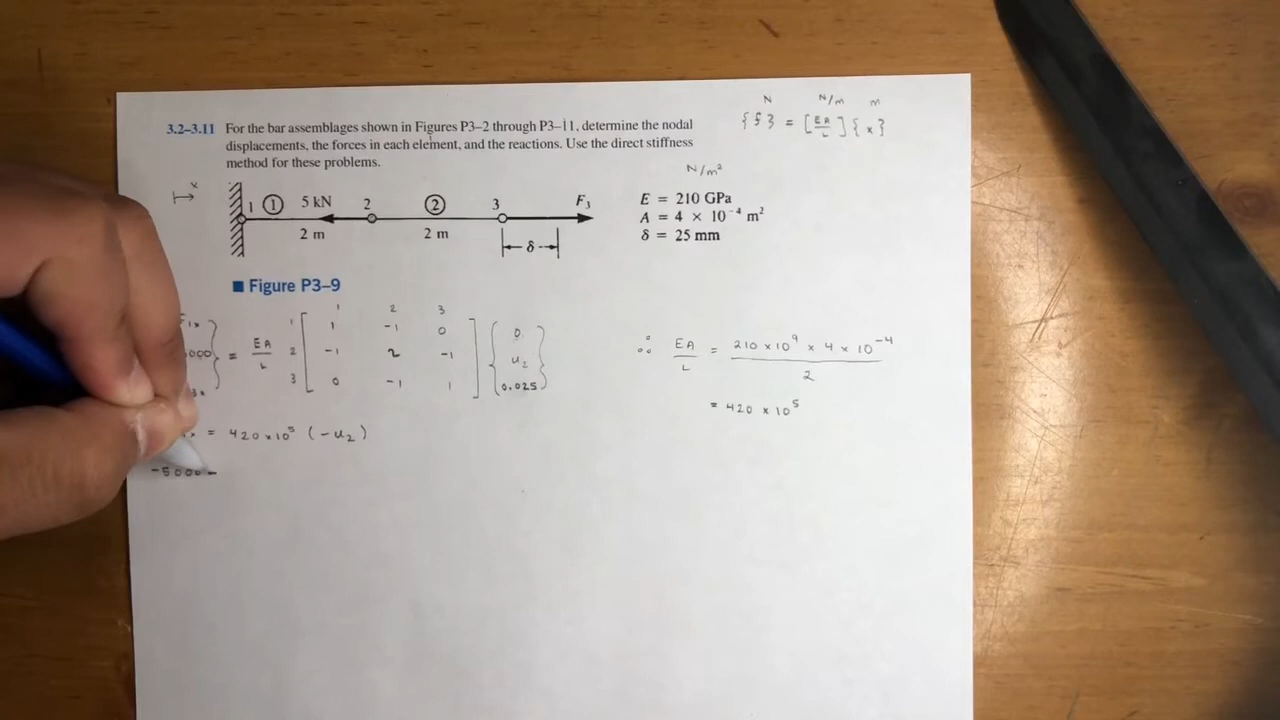 3.2–3.11 For the bar assemblages shown in Figures P3–2 through P3–11, determine the nodal
displacements, the forces in each element, and the reactions. Use the direct stiffness
method for these problems.
N N/m m
{f} = [EA/L]{x}
x
1 ① 5 kN 2 ② 3 F₃
2 m 2 m δ
N/m²
E = 210 GPa
A = 4 × 10⁻⁴ m²
δ = 25 mm
■ Figure P3–9
1 2 3
1 1 -1 0 0
= EA/L 2 -1 2 -1 u₂
3 0 -1 1 0.025
∴ EA/L = 210 × 10⁹ × 4 × 10⁻⁴ / 2
= 420 × 10⁵
= 420 × 10⁵ (-u₂)
-5000 =